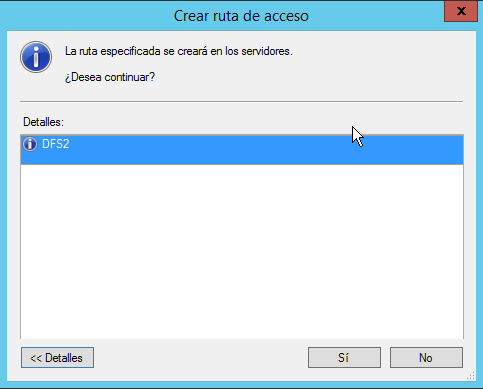 Crear ruta de acceso
La ruta especificada se creará en los servidores.
¿Desea continuar?
Detalles:
DFS2
<< Detalles
Sí
No